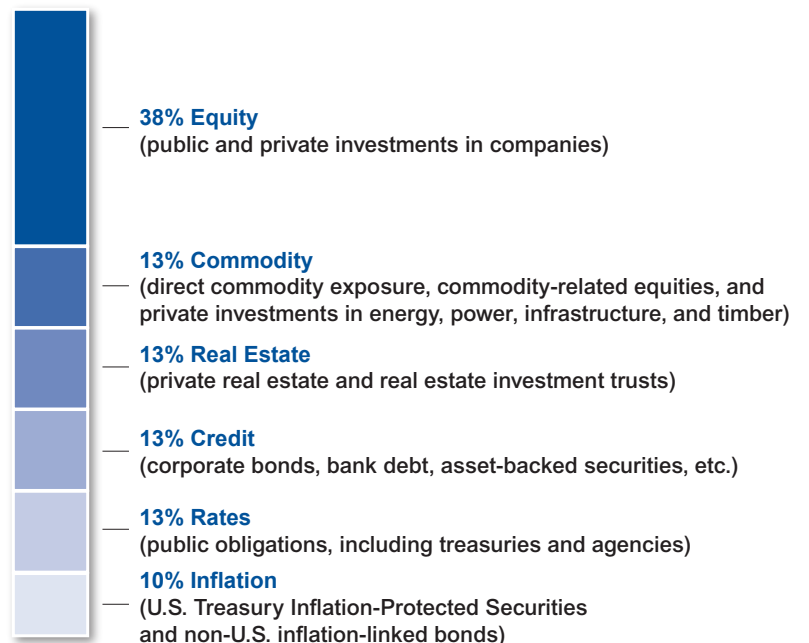 38% Equity
(public and private investments in companies)
13% Commodity
(direct commodity exposure, commodity-related equities, and
private investments in energy, power, infrastructure, and timber)
13% Real Estate
(private real estate and real estate investment trusts)
13% Credit
(corporate bonds, bank debt, asset-backed securities, etc.)
13% Rates
(public obligations, including treasuries and agencies)
10% Inflation
(U.S. Treasury Inflation-Protected Securities
and non-U.S. inflation-linked bonds)